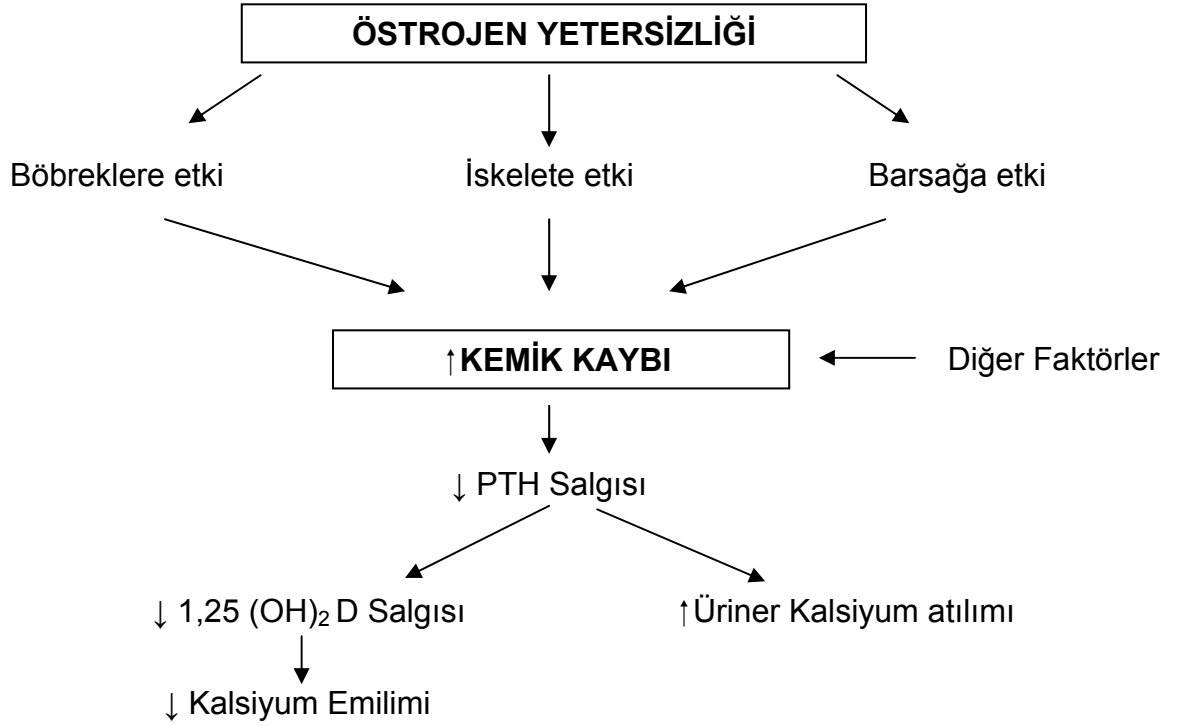 ÖSTROJEN YETERSİZLİĞİ
Böbreklere etki İskelete etki Barsağa etki
↑KEMİK KAYBI Diğer Faktörler
↓ PTH Salgısı
↓ 1,25 (OH)₂ D Salgısı ↑Üriner Kalsiyum atılımı
↓ Kalsiyum Emilimi